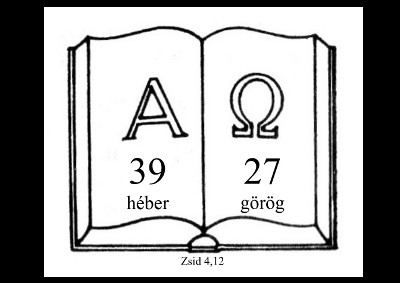 Α Ω
39 27
héber görög
Zsid 4,12